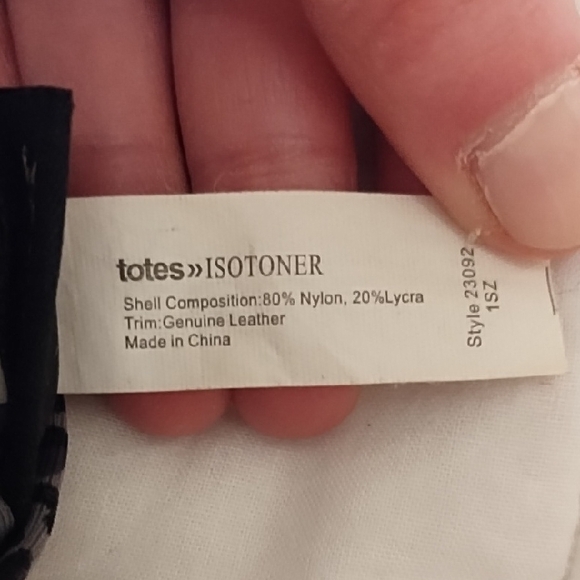 totes»ISOTONER
Shell Composition:80% Nylon, 20%Lycra
Trim:Genuine Leather
Made in China
Style 23092
1SZ